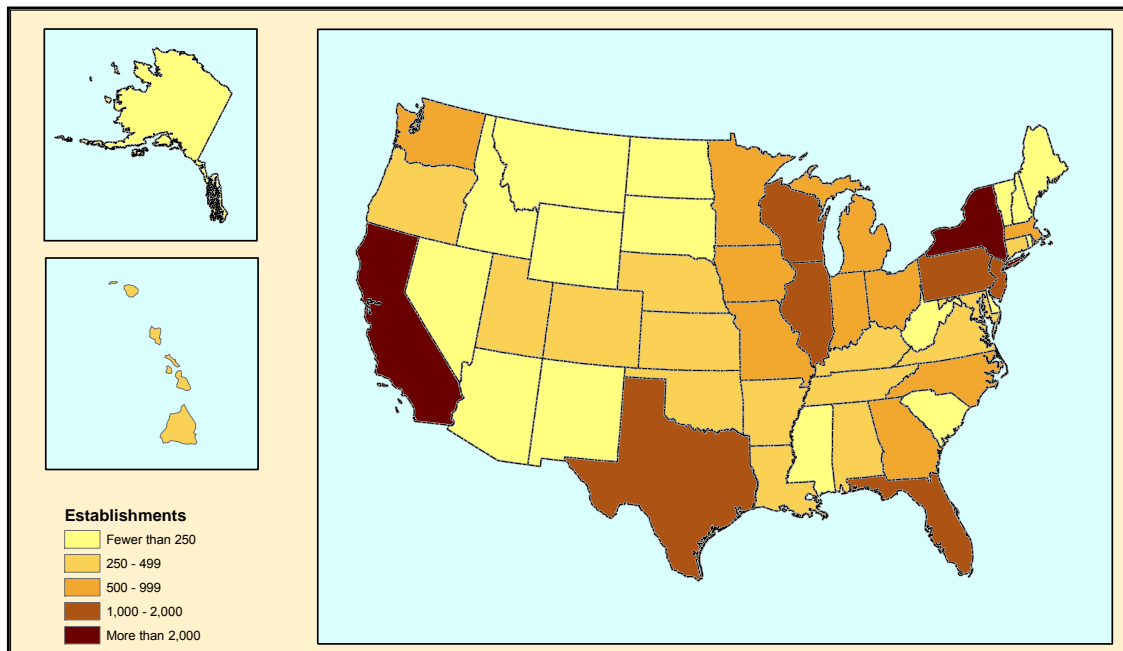 Establishments
Fewer than 250
250 - 499
500 - 999
1,000 - 2,000
More than 2,000